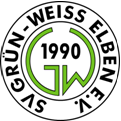 SV GRÜN-WEISS ELBEN E.V.
1990
GW